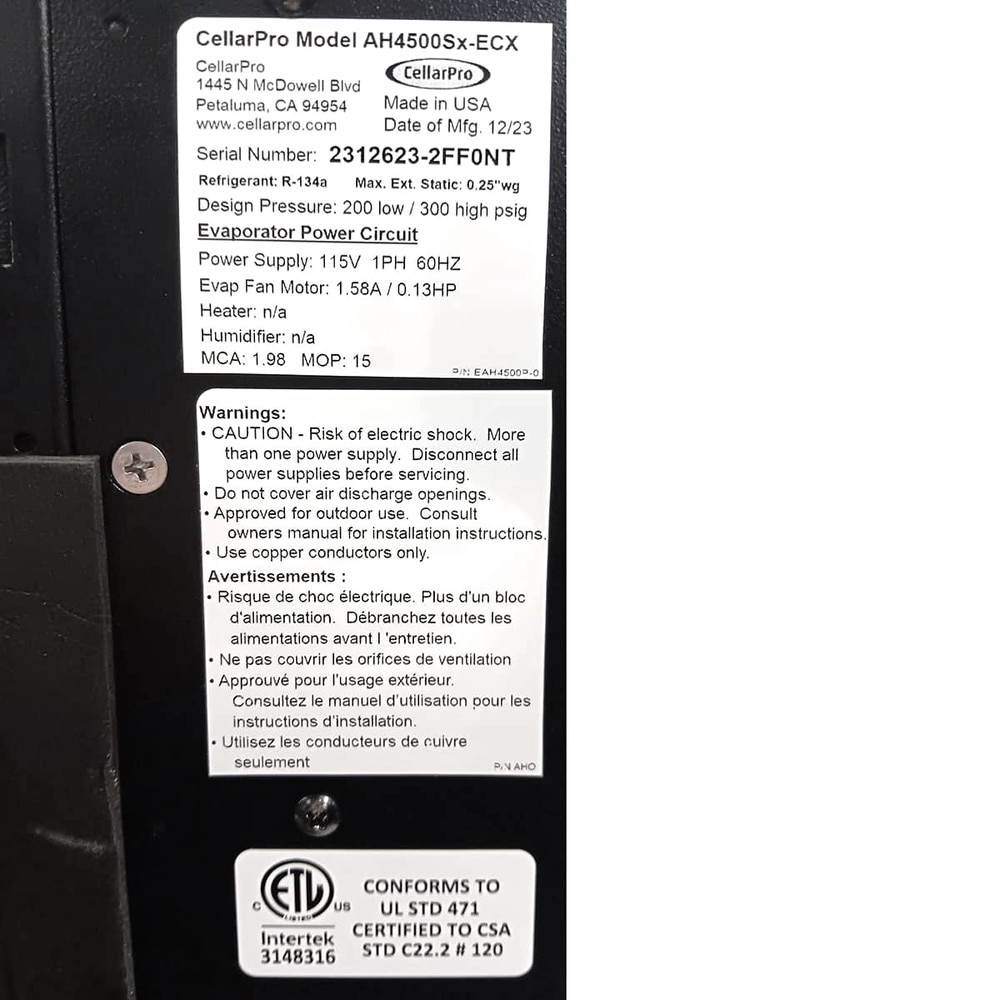 CellarPro Model AH4500Sx-ECX
CellarPro
1445 N McDowell Blvd
Petaluma, CA 94954
www.cellarpro.com
CellarPro
Made in USA
Date of Mfg. 12/23
Serial Number: 2312623-2FF0NT
Refrigerant: R-134a Max. Ext. Static: 0.25"wg
Design Pressure: 200 low / 300 high psig
Evaporator Power Circuit
Power Supply: 115V 1PH 60HZ
Evap Fan Motor: 1.58A / 0.13HP
Heater: n/a
Humidifier: n/a
MCA: 1.98 MOP: 15
P/N: EAH4500P-0
Warnings:
• CAUTION - Risk of electric shock. More
than one power supply. Disconnect all
power supplies before servicing.
• Do not cover air discharge openings.
• Approved for outdoor use. Consult
owners manual for installation instructions.
• Use copper conductors only.
Avertissements :
• Risque de choc électrique. Plus d'un bloc
d'alimentation. Débranchez toutes les
alimentations avant l 'entretien.
• Ne pas couvrir les orifices de ventilation
• Approuvé pour l'usage extérieur.
Consultez le manuel d'utilisation pour les
instructions d'installation.
• Utilisez les conducteurs de cuivre
seulement
P/N AHO
C ETL US
LISTED
Intertek
3148316
CONFORMS TO
UL STD 471
CERTIFIED TO CSA
STD C22.2 # 120